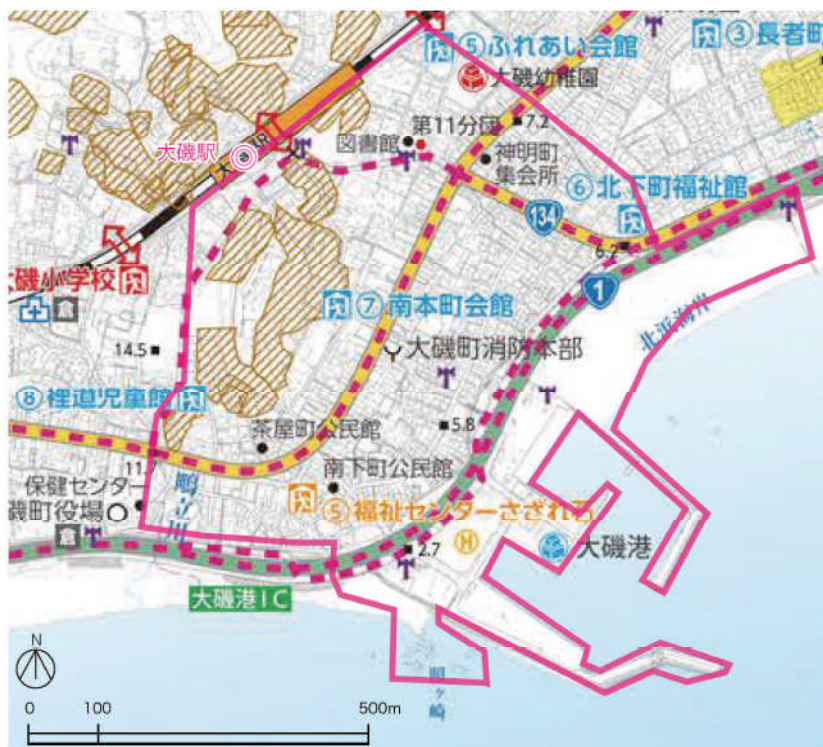 ⑤ふれあい会館
③長者町
大磯幼稚園
7.2
第11分団
図書館
大磯駅
神明町
集会所
⑥北下町福祉館
134
6.2
1
磯小学校
倉
⑦南本町会館
北浜海岸
14.5
大磯町消防本部
⑧裡道児童館
5.8
茶屋町公民館
11.7
南下町公民館
保健センター
磯町役場
⑤福祉センターさざれ石
倉
H
2.7
大磯港
大磯港IC
照ヶ崎
N
0 100 500m